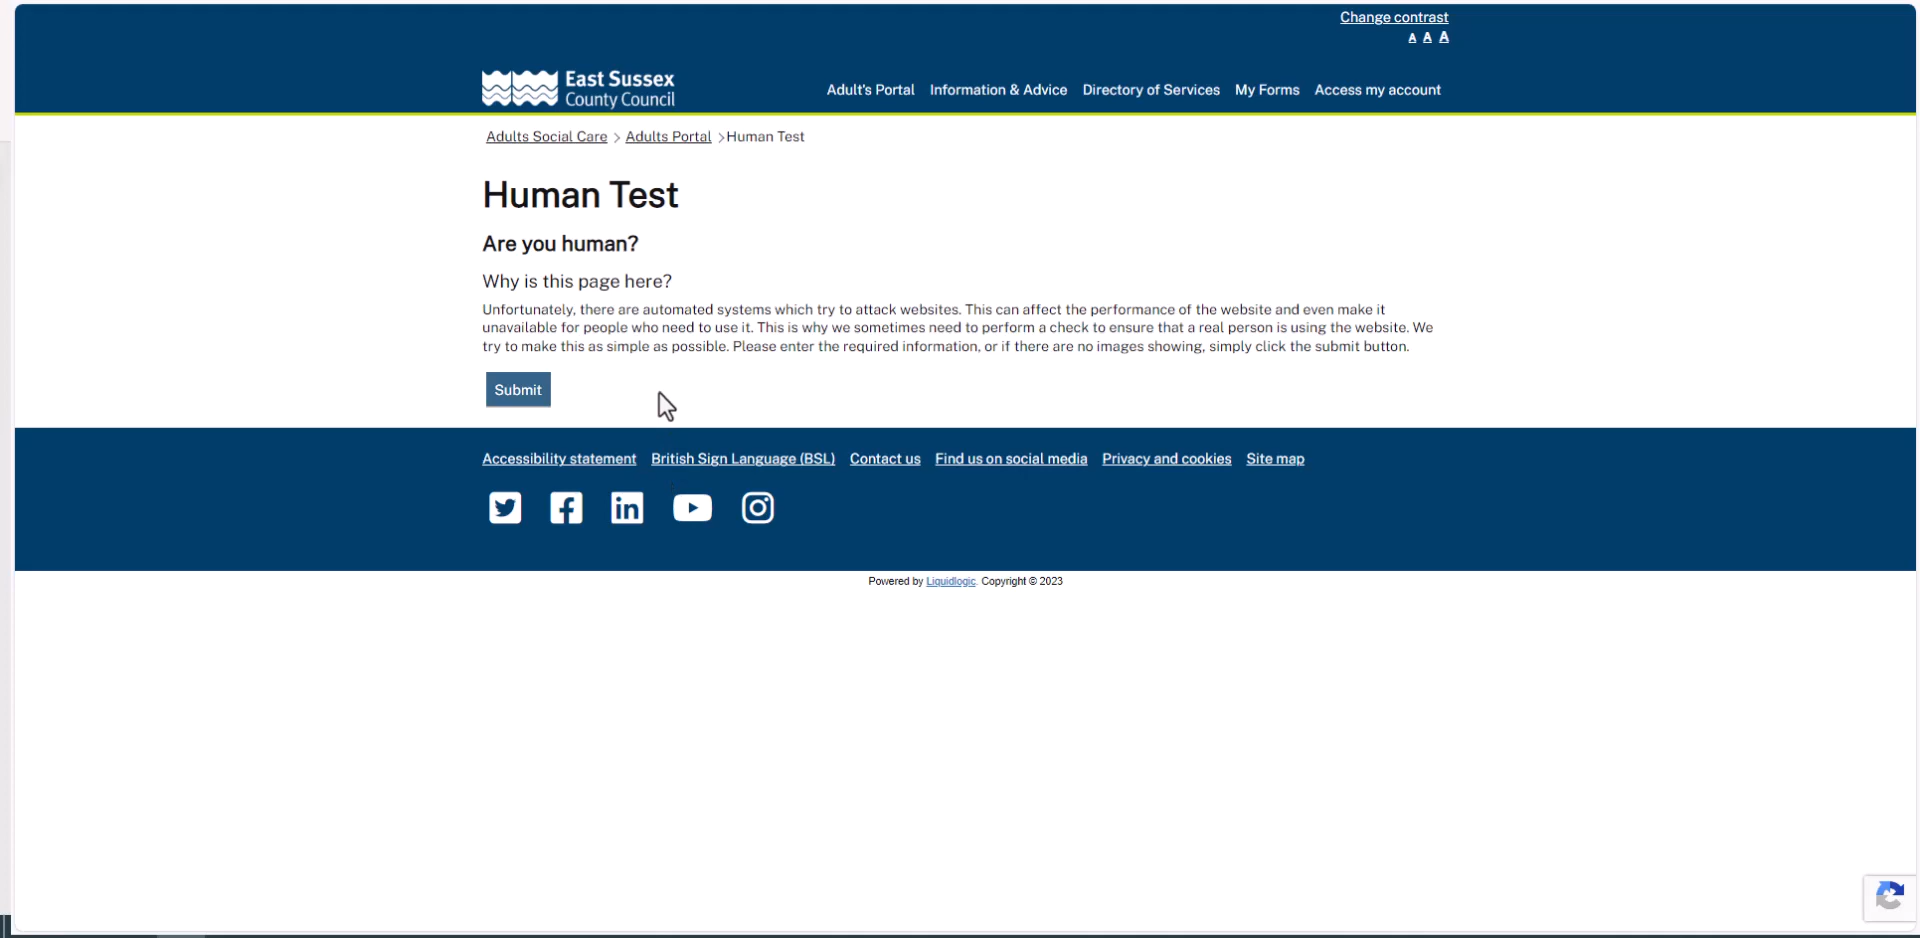 Change contrast
A A A
East Sussex
County Council
Adult's Portal Information & Advice Directory of Services My Forms Access my account
Adults Social Care > Adults Portal >Human Test
Human Test
Are you human?
Why is this page here?
Unfortunately, there are automated systems which try to attack websites. This can affect the performance of the website and even make it
unavailable for people who need to use it. This is why we sometimes need to perform a check to ensure that a real person is using the website. We
try to make this as simple as possible. Please enter the required information, or if there are no images showing, simply click the submit button.
Submit
Accessibility statement British Sign Language (BSL) Contact us Find us on social media Privacy and cookies Site map
Powered by Liquidlogic. Copyright © 2023